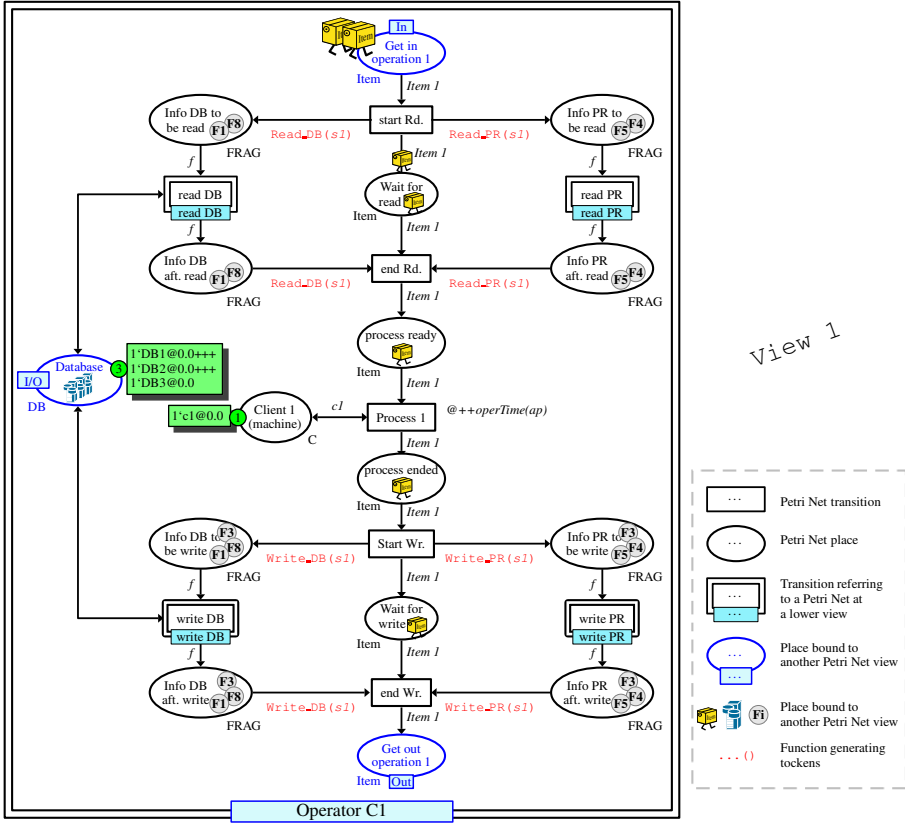 Item
Item
In
Get in
operation 1
Item
Item 1
Info DB to
be read
F1
F8
FRAG
Read_DB(s1)
start Rd.
Read_PR(s1)
Info PR to
be read
F5
F4
FRAG
f
Item 1
f
read DB
read DB
Wait for
read
Item
read PR
read PR
f
Item 1
f
Info DB
aft. read
F1
F8
FRAG
Read_DB(s1)
end Rd.
Read_PR(s1)
Info PR
aft. read
F5
F4
FRAG
Item 1
process ready
Item
Item 1
View 1
Database
I/O
DB
3
1‘DB1@0.0+++
1‘DB2@0.0+++
1‘DB3@0.0
1‘c1@0.0
1
Client 1
(machine)
C
c1
Process 1
@++operTime(ap)
Item 1
process ended
Item
Item 1
Info DB to
be write
F3
F8
F1
FRAG
Write_DB(s1)
Start Wr.
Write_PR(s1)
Info PR to
be write
F3
F5
F4
FRAG
f
Item 1
f
write DB
write DB
Wait for
write
Item
write PR
write PR
f
Item 1
f
Info DB
aft. write
F3
F8
F1
FRAG
Write_DB(s1)
end Wr.
Write_PR(s1)
Info PR
aft. write
F3
F5
F4
FRAG
Item 1
Get out
operation 1
Item
Out
Operator C1
...
Petri Net transition
...
Petri Net place
...
...
Transition referring
to a Petri Net at
a lower view
...
...
Place bound to
another Petri Net view
Item
Fi
Place bound to
another Petri Net view
...()
Function generating
tockens